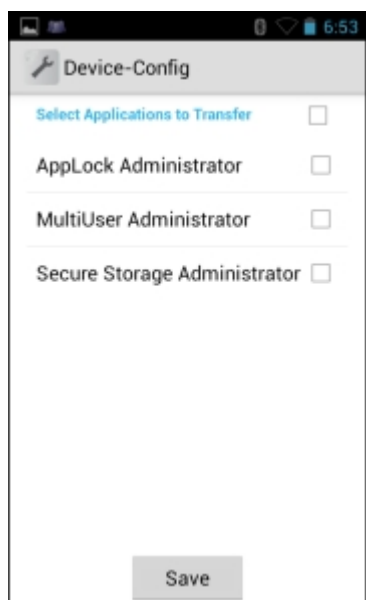 6:53
Device-Config
Select Applications to Transfer
AppLock Administrator
MultiUser Administrator
Secure Storage Administrator
Save